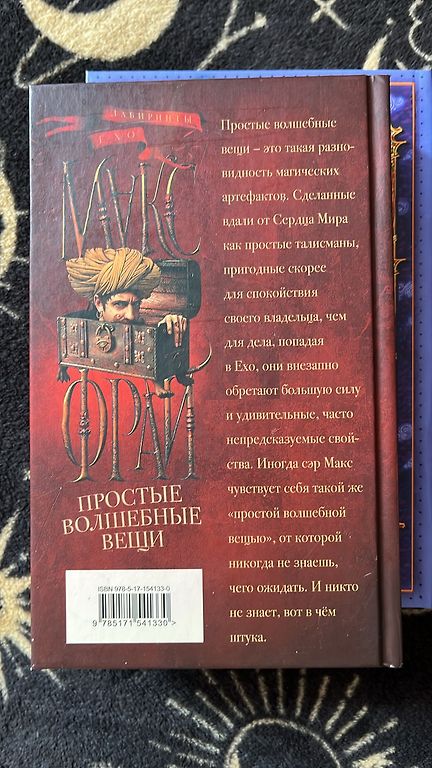 ЛАБИРИНТЫ
ЕХО
МАКС
ФРАЙ
ПРОСТЫЕ
ВОЛШЕБНЫЕ
ВЕЩИ
ISBN 978-5-17-154133-0
9 785171 541330 >
Простые волшебные
вещи – это такая разно-
видность магических
артефактов. Сделанные
вдали от Сердца Мира
как простые талисманы,
пригодные скорее
для спокойствия
своего владельца, чем
для дела, попадая
в Ехо, они внезапно
обретают большую силу
и удивительные, часто
непредсказуемые свой-
ства. Иногда сэр Макс
чувствует себя такой же
«простой волшебной
вещью», от которой
никогда не знаешь,
чего ожидать. И никто
не знает, вот в чём
штука.